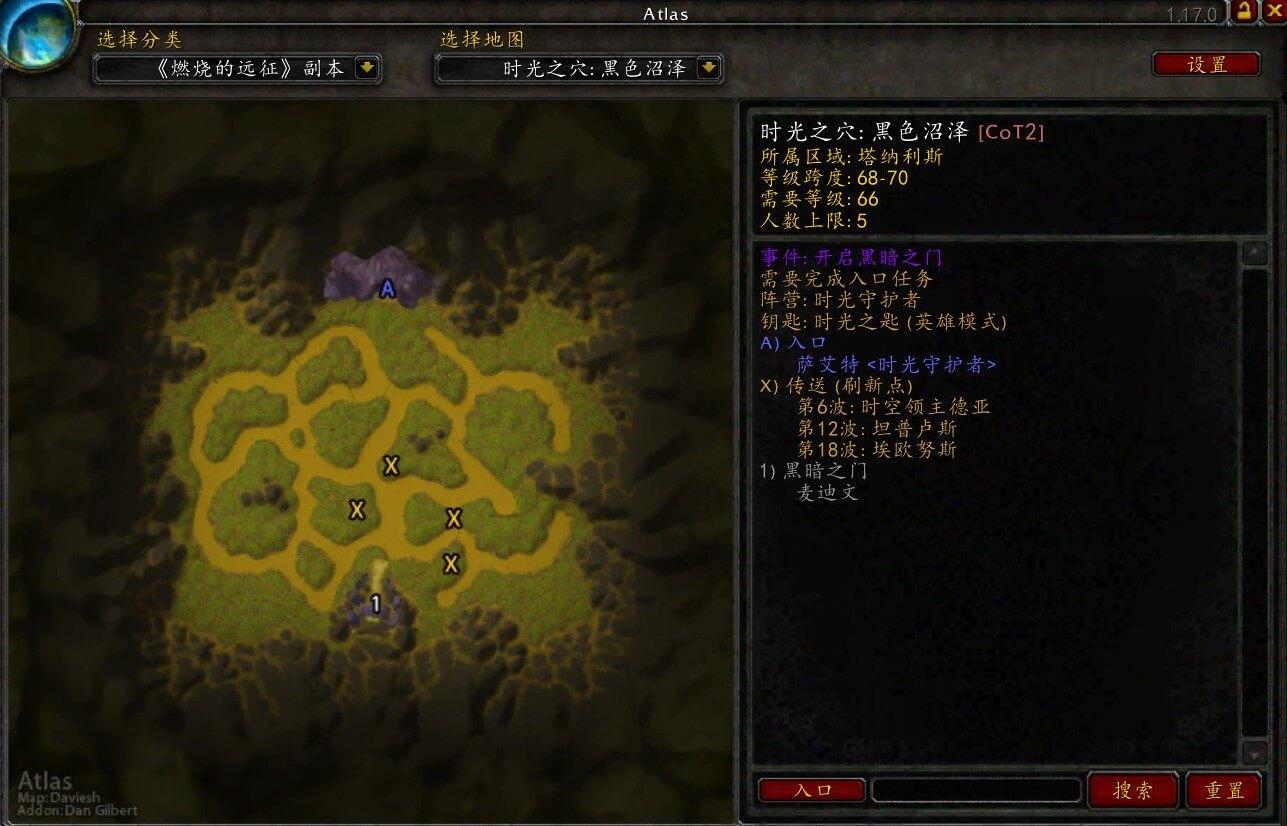 Atlas
1.17.0
选择分类
选择地图
《燃烧的远征》副本
时光之穴: 黑色沼泽
设置
时光之穴: 黑色沼泽 [CoT2]
所属区域: 塔纳利斯
等级跨度: 68-70
需要等级: 66
人数上限: 5
事件: 开启黑暗之门
需要完成入口任务
阵营: 时光守护者
钥匙: 时光之匙 (英雄模式)
A) 入口
萨艾特 <时光守护者>
X) 传送 (刷新点)
第6波: 时空领主德亚
第12波: 坦普卢斯
第18波: 埃欧努斯
1) 黑暗之门
麦迪文
A
X
X
X
X
1
Atlas
Map: Daviesh
Addon: Dan Gilbert
入口
搜索
重置